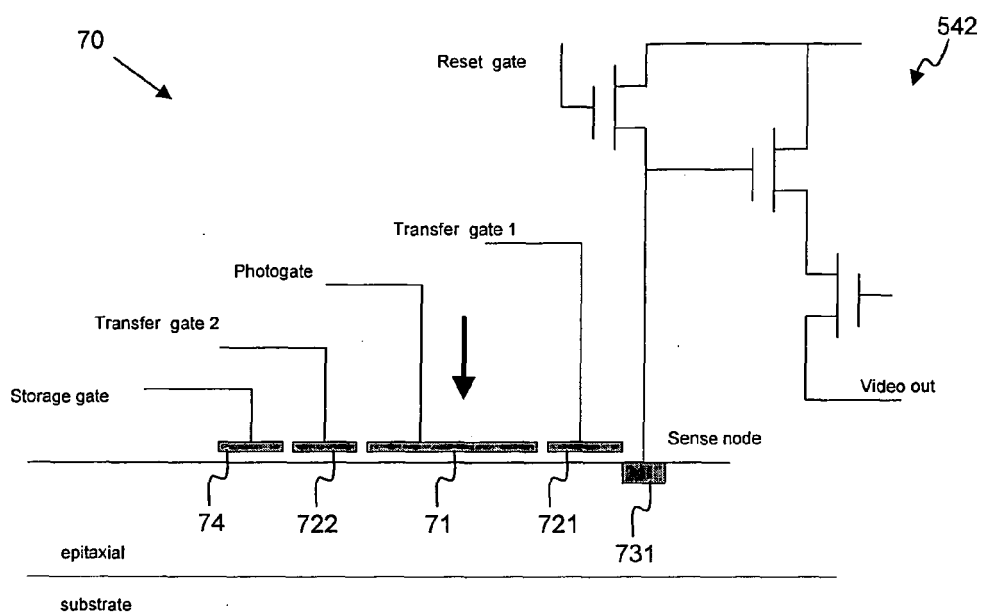 70
542
Reset gate
Transfer gate 1
Photogate
Transfer gate 2
Storage gate
Video out
Sense node
74
722
71
721
731
epitaxial
substrate